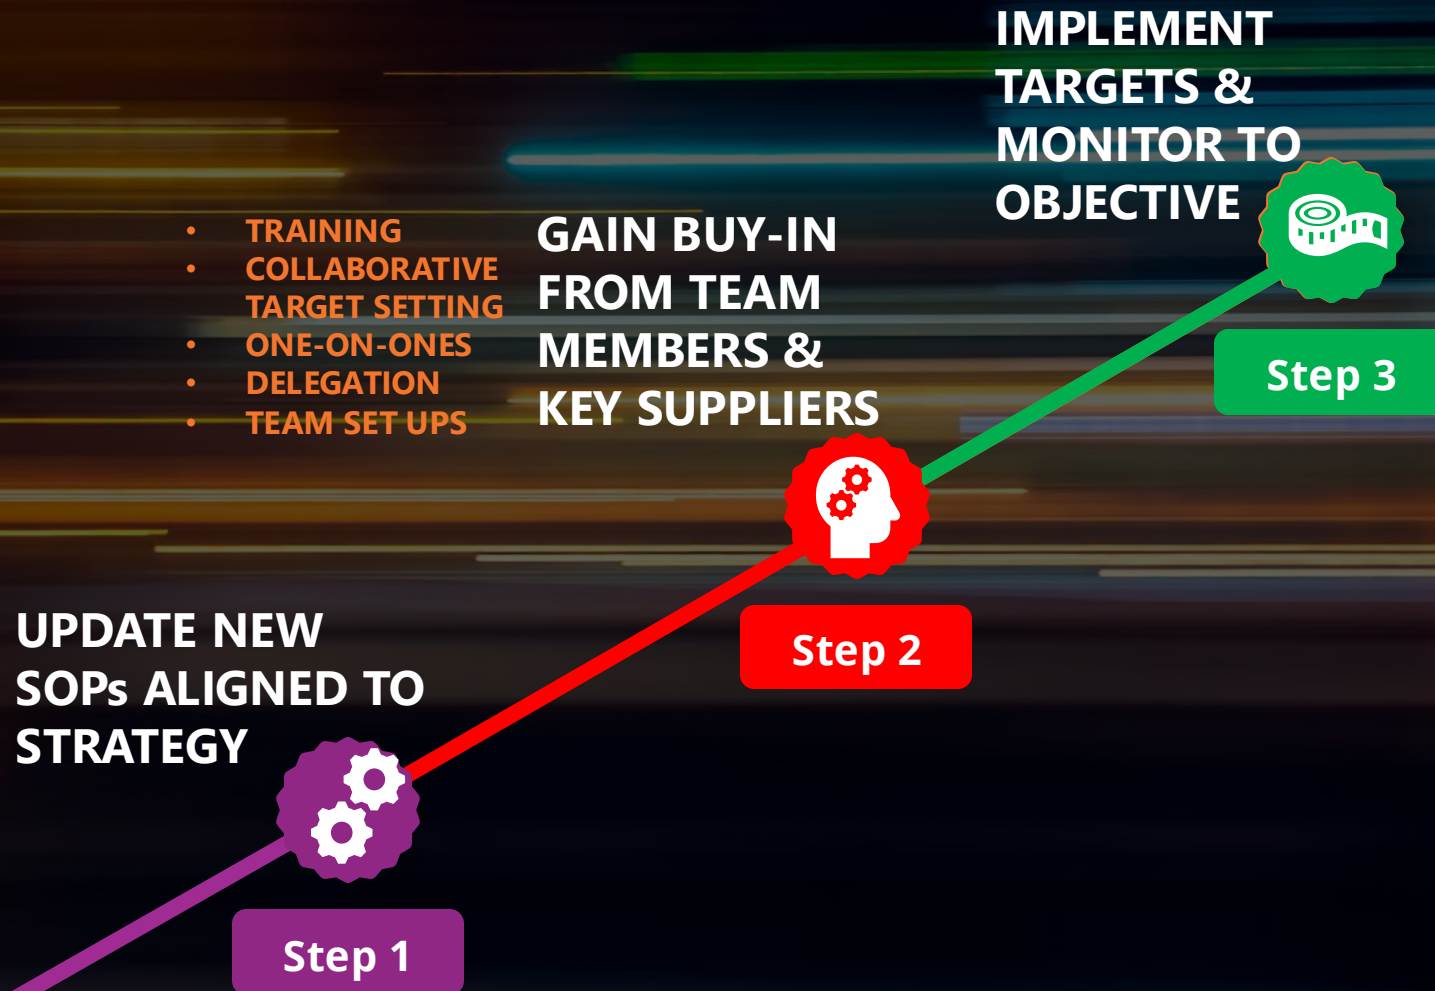 IMPLEMENT
TARGETS &
MONITOR TO
OBJECTIVE
Step 3
• TRAINING
• COLLABORATIVE
TARGET SETTING
• ONE-ON-ONES
• DELEGATION
• TEAM SET UPS
GAIN BUY-IN
FROM TEAM
MEMBERS &
KEY SUPPLIERS
Step 2
UPDATE NEW
SOPs ALIGNED TO
STRATEGY
Step 1